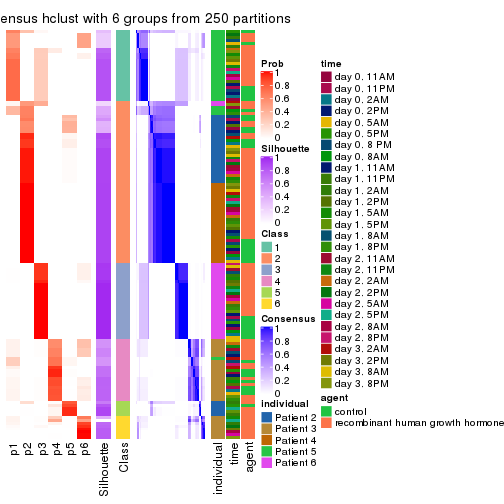 ensus hclust with 6 groups from 250 partitions
p1
p2
p3
p4
p5
p6
Silhouette
Class
individual
time
agent
Prob
1
0.8
0.6
0.4
0.2
0
Silhouette
1
0.8
0.6
0.4
0.2
0
Class
1
2
3
4
5
6
Consensus
1
0.8
0.6
0.4
0.2
0
individual
Patient 2
Patient 3
Patient 4
Patient 5
Patient 6
time
day 0. 11AM
day 0. 11PM
day 0. 2AM
day 0. 2PM
day 0. 5AM
day 0. 5PM
day 0. 8 PM
day 0. 8AM
day 1. 11AM
day 1. 11PM
day 1. 2AM
day 1. 2PM
day 1. 5AM
day 1. 5PM
day 1. 8AM
day 1. 8PM
day 2. 11AM
day 2. 11PM
day 2. 2AM
day 2. 2PM
day 2. 5AM
day 2. 5PM
day 2. 8AM
day 2. 8PM
day 3. 2AM
day 3. 2PM
day 3. 8AM
day 3. 8PM
agent
control
recombinant human growth hormone